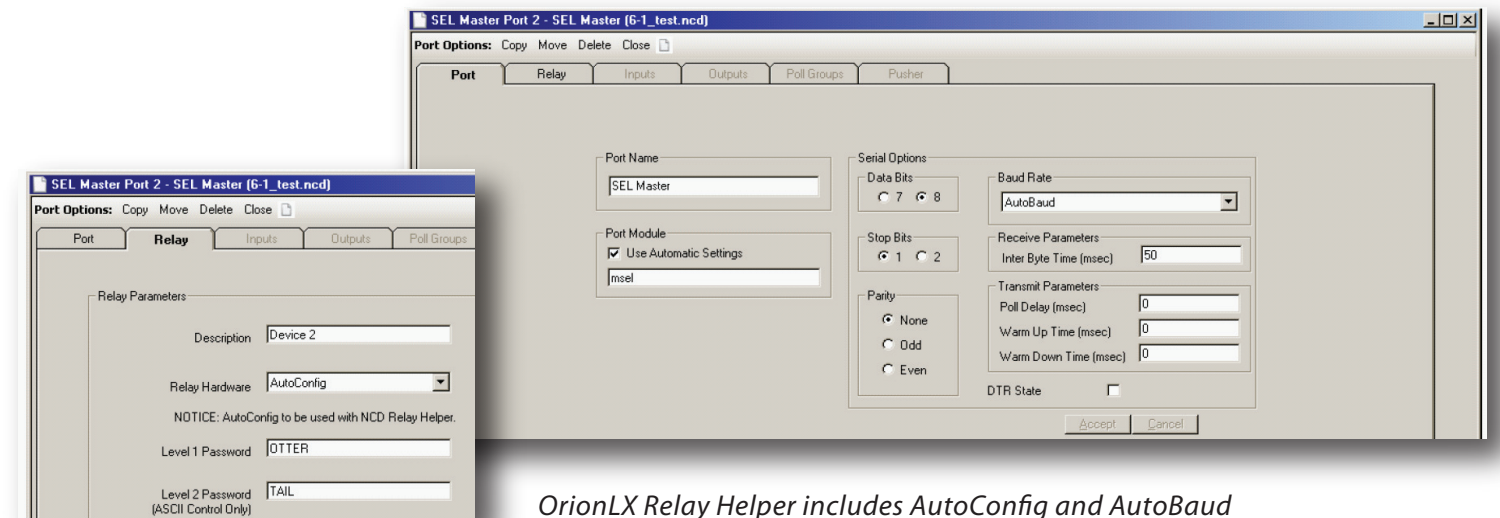 SEL Master Port 2 - SEL Master (6-1_test.ncd)
Port Options: Copy Move Delete Close
Port Relay Inputs Outputs Poll Groups Pusher
Port Name
SEL Master
Port Module
Use Automatic Settings
msel
Serial Options
Data Bits
7 8
Stop Bits
1 2
Parity
None
Odd
Even
Baud Rate
AutoBaud
Receive Parameters
Inter Byte Time (msec) 50
Transmit Parameters
Poll Delay (msec) 0
Warm Up Time (msec) 0
Warm Down Time (msec) 0
DTR State
Accept Cancel
SEL Master Port 2 - SEL Master (6-1_test.ncd)
Port Options: Copy Move Delete Close
Port Relay Inputs Outputs Poll Groups
Relay Parameters
Description Device 2
Relay Hardware AutoConfig
NOTICE: AutoConfig to be used with NCD Relay Helper.
Level 1 Password OTTER
Level 2 Password TAIL
(ASCII Control Only)
OrionLX Relay Helper includes AutoConfig and AutoBaud